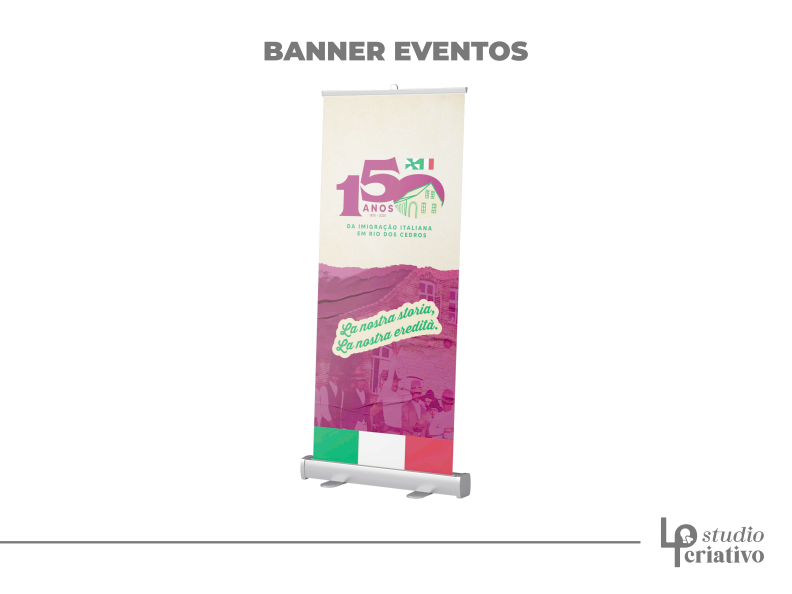 BANNER EVENTOS
150
ANOS
DA IMIGRAÇÃO ITALIANA
EM RIO DOS CEDROS
La nostra storia,
La nostra eredità.
LP studio
criativo